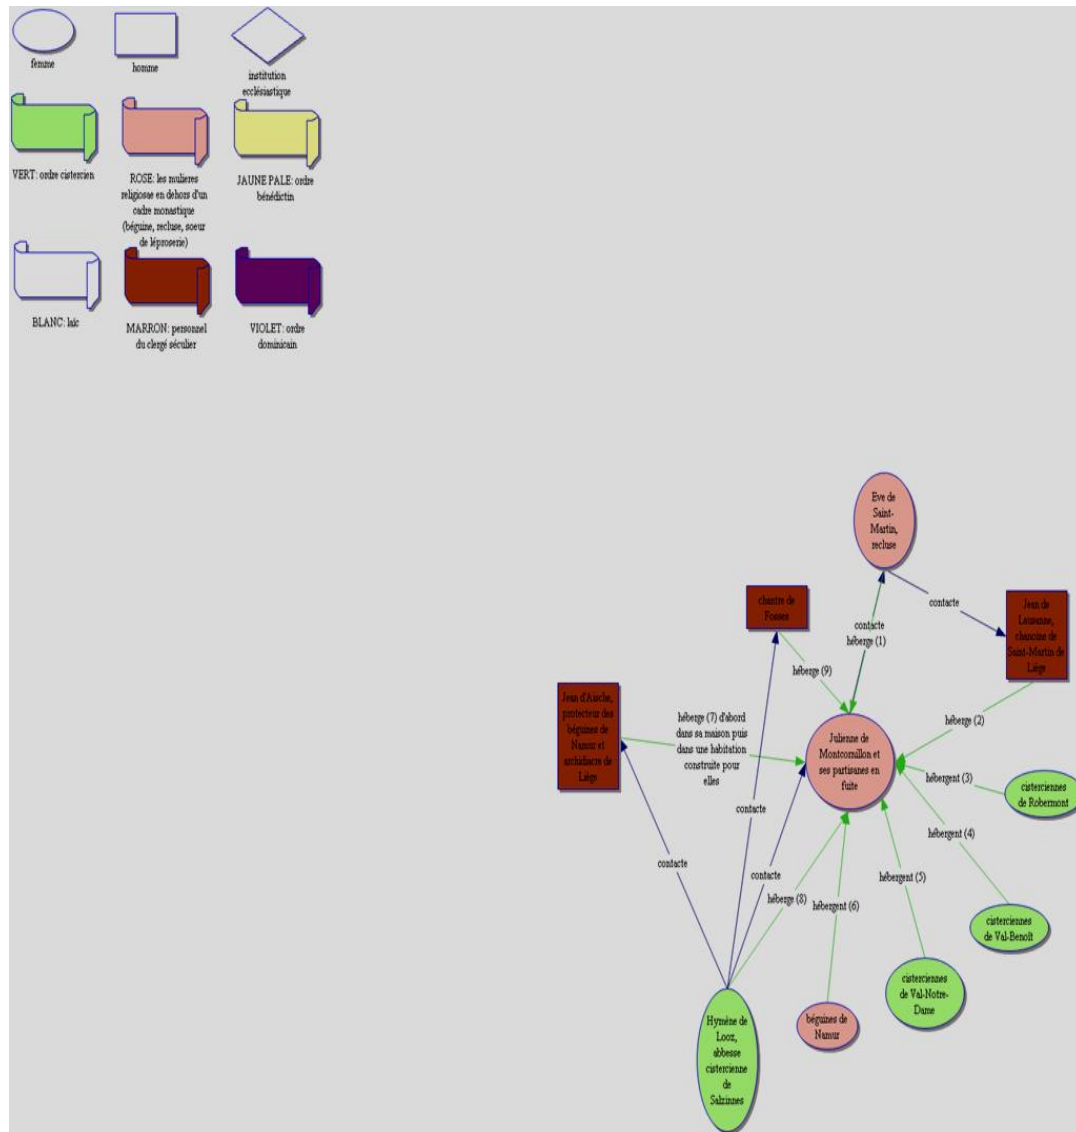 femme
homme
institution
ecclésiastique
VERT: ordre cistercien
ROSE: les mulieres
religiosae en dehors d'un
cadre monastique
(béguine, recluse, soeur
de léproserie)
JAUNE PALE: ordre
bénédictin
BLANC: laïc
MARRON: personnel
du clergé séculier
VIOLET: ordre
dominicain
Eve de
Saint-
Martin,
recluse
contacte
chantre de
Fosses
contacte
héberge (1)
Jean de
Lausanne,
chanoine de
Saint-Martin de
Liège
héberge (9)
Jean d'Aische,
protecteur des
béguines de
Namur et
archidiacre de
Liège
héberge (7) d'abord
dans sa maison puis
dans une habitation
construite pour
elles
héberge (2)
Julienne de
Montcornillon et
ses partisanes en
fuite
hébergent (3)
cisterciennes
de Robermont
contacte
hébergent (4)
contacte
contacte
héberge (8)
hébergent (6)
hébergent (5)
cisterciennes
de Val-Benoît
cisterciennes
de Val-Notre-
Dame
béguines de
Namur
Hymène de
Looz,
abbesse
cistercienne
de
Salzinnes